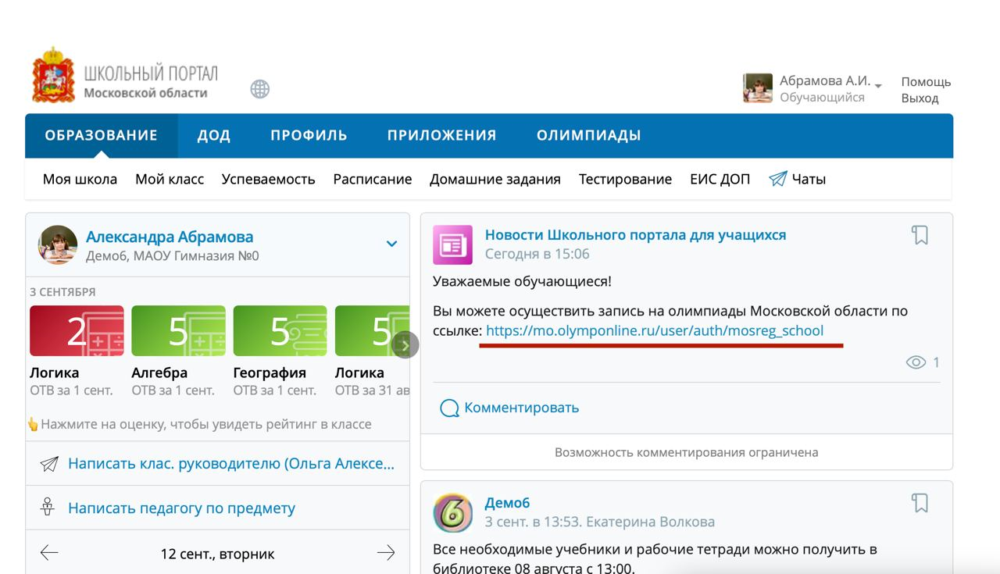 ШКОЛЬНЫЙ ПОРТАЛ
Московской области
Абрамова А.И.
Обучающийся
Помощь
Выход
ОБРАЗОВАНИЕ ДОД ПРОФИЛЬ ПРИЛОЖЕНИЯ ОЛИМПИАДЫ
Моя школа Мой класс Успеваемость Расписание Домашние задания Тестирование ЕИС ДОП Чаты
Александра Абрамова
Демо6, МАОУ Гимназия №0
3 СЕНТЯБРЯ
2 5 5 5
Логика Алгебра География Логика
ОТВ за 1 сент. ОТВ за 1 сент. ОТВ за 1 сент. ОТВ за 31 ав
Нажмите на оценку, чтобы увидеть рейтинг в классе
Написать клас. руководителю (Ольга Алексе...
Написать педагогу по предмету
12 сент., вторник
Новости Школьного портала для учащихся
Сегодня в 15:06
Уважаемые обучающиеся!
Вы можете осуществить запись на олимпиады Московской области по
ссылке: https://mo.olymponline.ru/user/auth/mosreg_school
1
Комментировать
Возможность комментирования ограничена
6
Демо6
3 сент. в 13:53. Екатерина Волкова
Все необходимые учебники и рабочие тетради можно получить в
библиотеке 08 августа с 13:00.